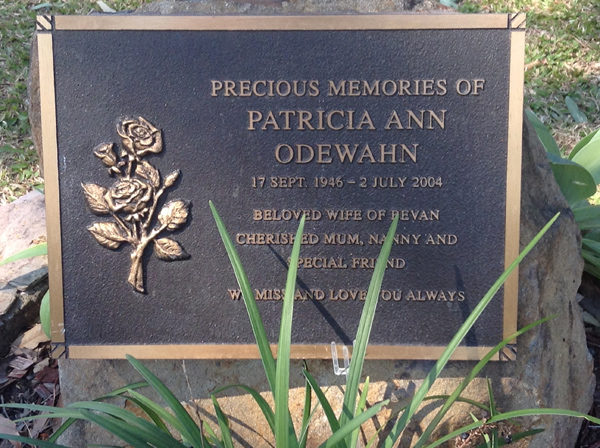 PRECIOUS MEMORIES OF
PATRICIA ANN
ODEWAHN
17 SEPT. 1946 - 2 JULY 2004
BELOVED WIFE OF BEVAN
CHERISHED MUM, NANNY AND
SPECIAL FRIEND
WE MISS AND LOVE YOU ALWAYS